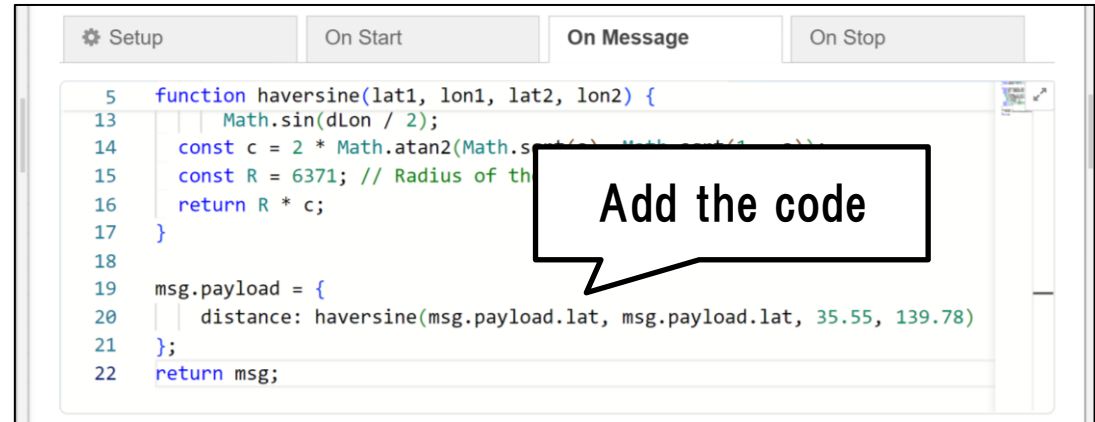 Setup On Start On Message On Stop
5 function haversine(lat1, lon1, lat2, lon2) {
13 Math.sin(dLon / 2);
14 const c = 2 * Math.atan2(Math.
15 const R = 6371; // Radius of the
16 return R * c;
17 }
18
Add the code
19 msg.payload = {
20 distance: haversine(msg.payload.lat, msg.payload.lat, 35.55, 139.78)
21 };
22 return msg;